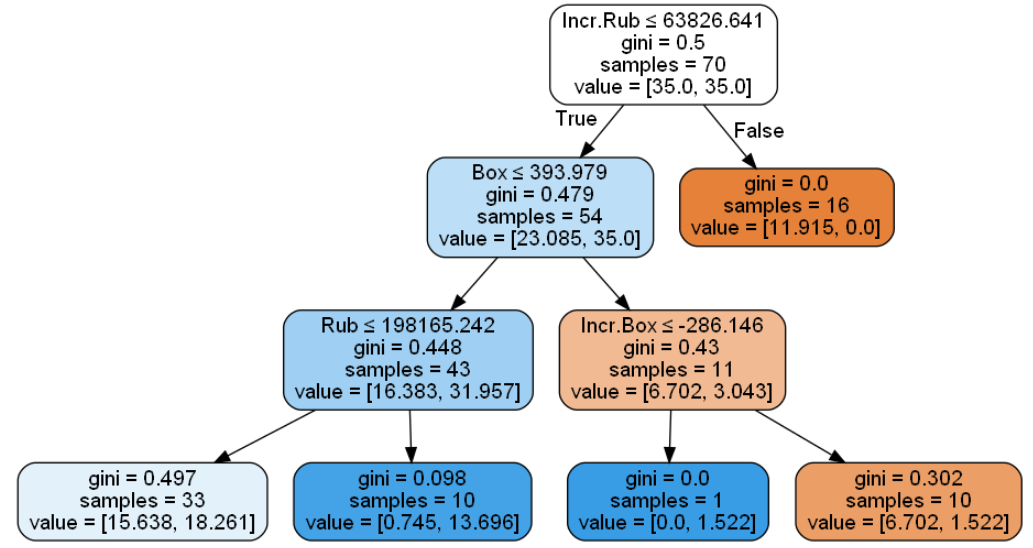 Incr.Rub ≤ 63826.641
gini = 0.5
samples = 70
value = [35.0, 35.0]
True
False
Box ≤ 393.979
gini = 0.479
samples = 54
value = [23.085, 35.0]
gini = 0.0
samples = 16
value = [11.915, 0.0]
Rub ≤ 198165.242
gini = 0.448
samples = 43
value = [16.383, 31.957]
Incr.Box ≤ -286.146
gini = 0.43
samples = 11
value = [6.702, 3.043]
gini = 0.497
samples = 33
value = [15.638, 18.261]
gini = 0.098
samples = 10
value = [0.745, 13.696]
gini = 0.0
samples = 1
value = [0.0, 1.522]
gini = 0.302
samples = 10
value = [6.702, 1.522]